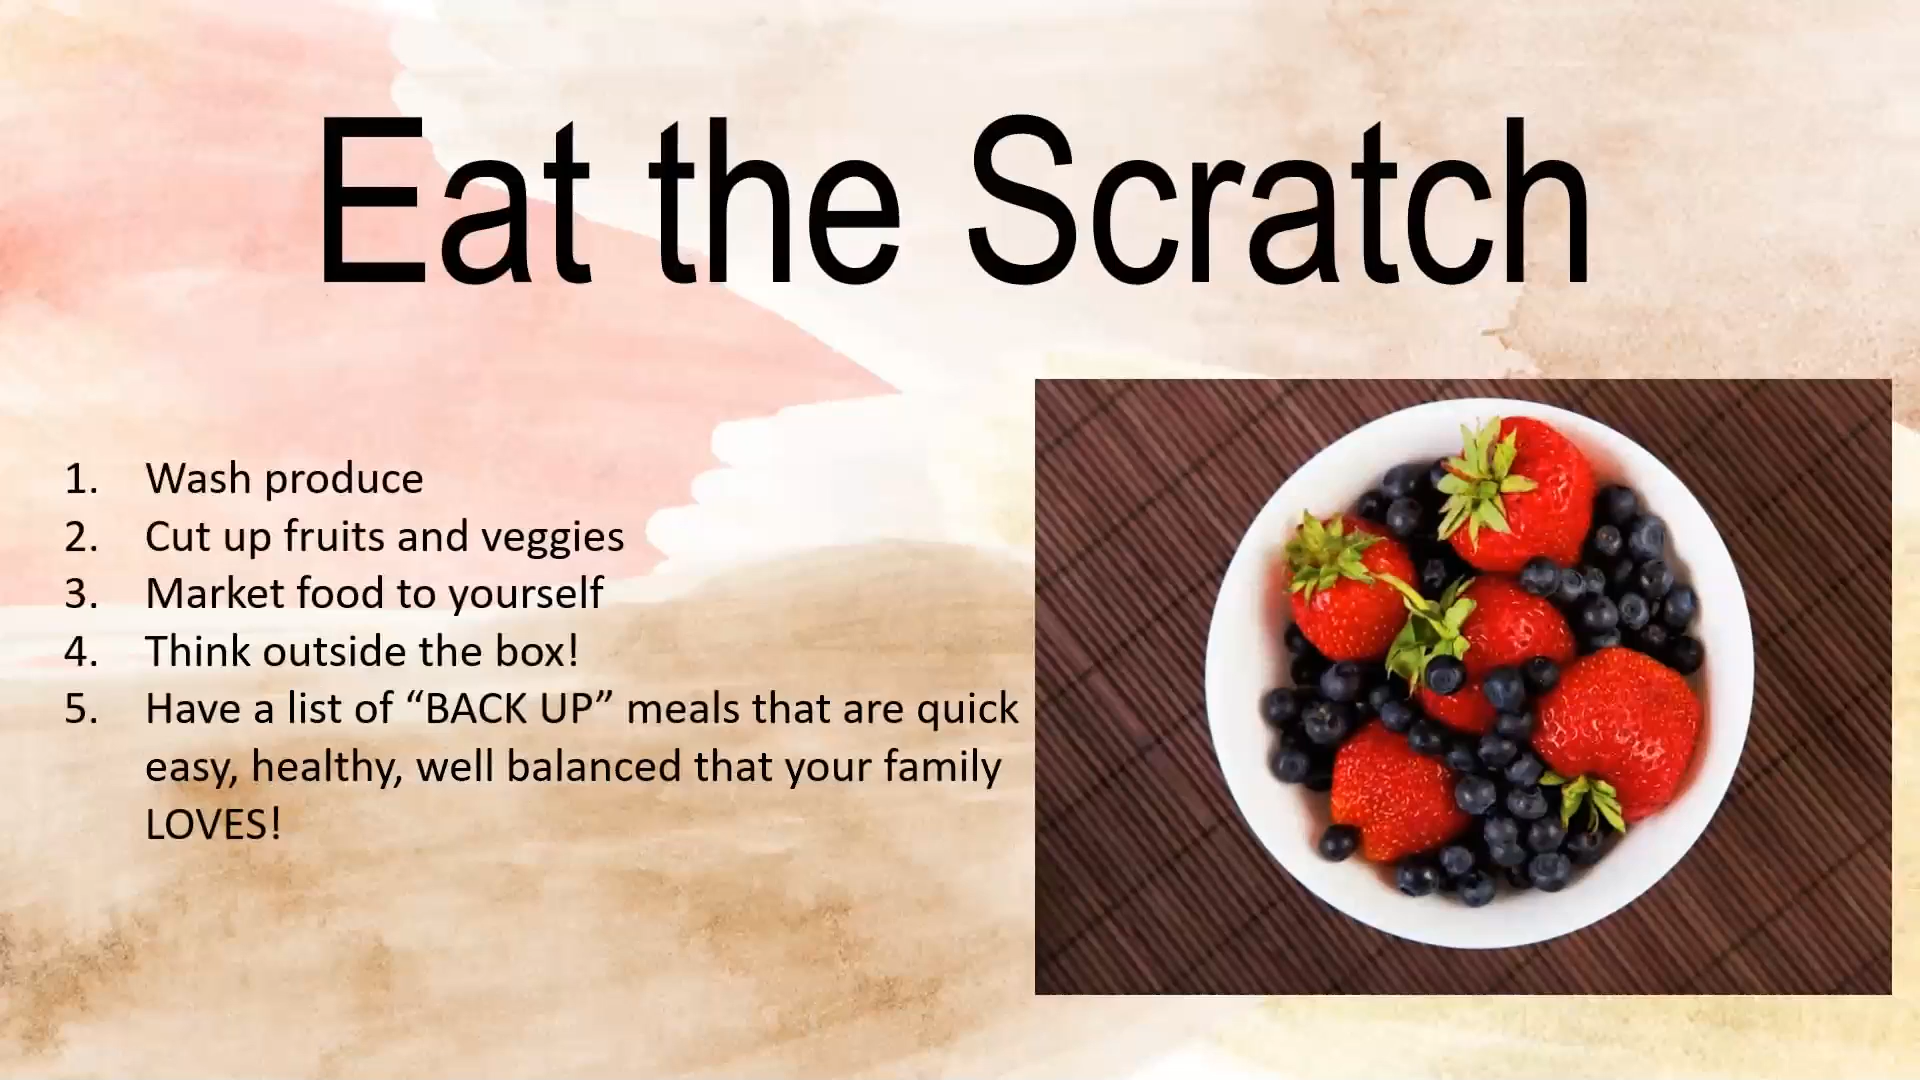 Eat the Scratch
1. Wash produce
2. Cut up fruits and veggies
3. Market food to yourself
4. Think outside the box!
5. Have a list of “BACK UP” meals that are quick
easy, healthy, well balanced that your family
LOVES!